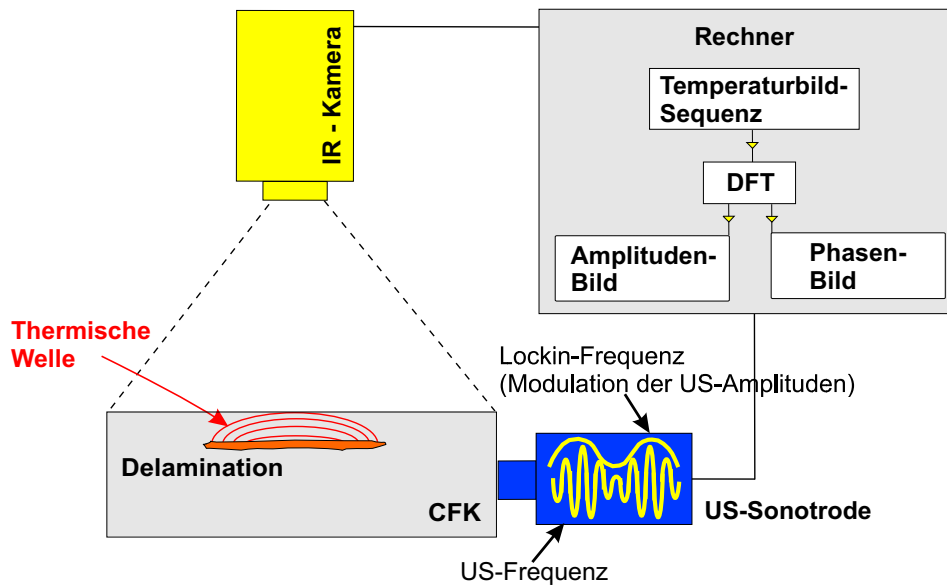 IR - Kamera
Rechner
Temperaturbild-
Sequenz
DFT
Amplituden-
Bild
Phasen-
Bild
Thermische
Welle
Lockin-Frequenz
(Modulation der US-Amplituden)
Delamination
CFK
US-Sonotrode
US-Frequenz